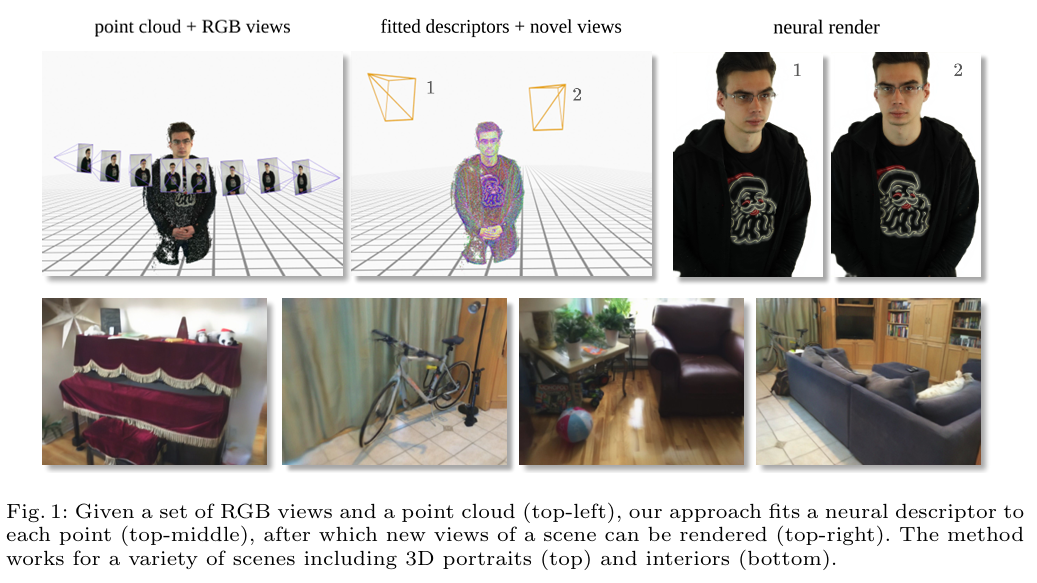 point cloud + RGB views
fitted descriptors + novel views
neural render
1
2
1
2
Fig. 1: Given a set of RGB views and a point cloud (top-left), our approach fits a neural descriptor to
each point (top-middle), after which new views of a scene can be rendered (top-right). The method
works for a variety of scenes including 3D portraits (top) and interiors (bottom).